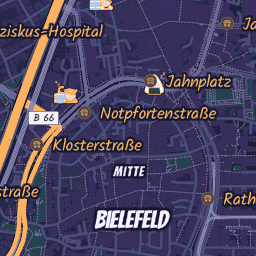 ziskus-Hospital
Ja
Jahnplatz
B 66
Notpfortenstraße
Klosterstraße
MITTE
straße
Rath
BIELEFELD